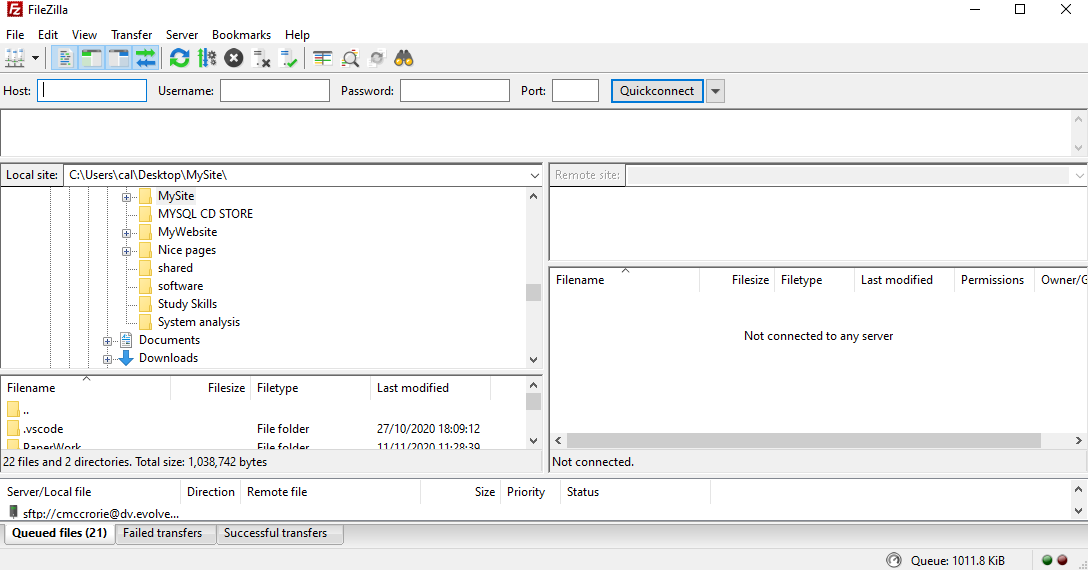 FileZilla
File Edit View Transfer Server Bookmarks Help
Host: Username: Password: Port: Quickconnect
Local site: C:\Users\cal\Desktop\MySite\
MySite
MYSQL CD STORE
MyWebsite
Nice pages
shared
software
Study Skills
System analysis
Documents
Downloads
Filename Filesize Filetype Last modified
..
.vscode File folder 27/10/2020 18:09:12
PaperWork File folder 11/11/2020 11:28:39
22 files and 2 directories. Total size: 1,038,742 bytes
Remote site:
Filename Filesize Filetype Last modified Permissions Owner/G
Not connected to any server
Not connected.
Server/Local file Direction Remote file Size Priority Status
sftp://cmccrorie@dv.evolve...
Queued files (21) Failed transfers Successful transfers
Queue: 1011.8 KiB